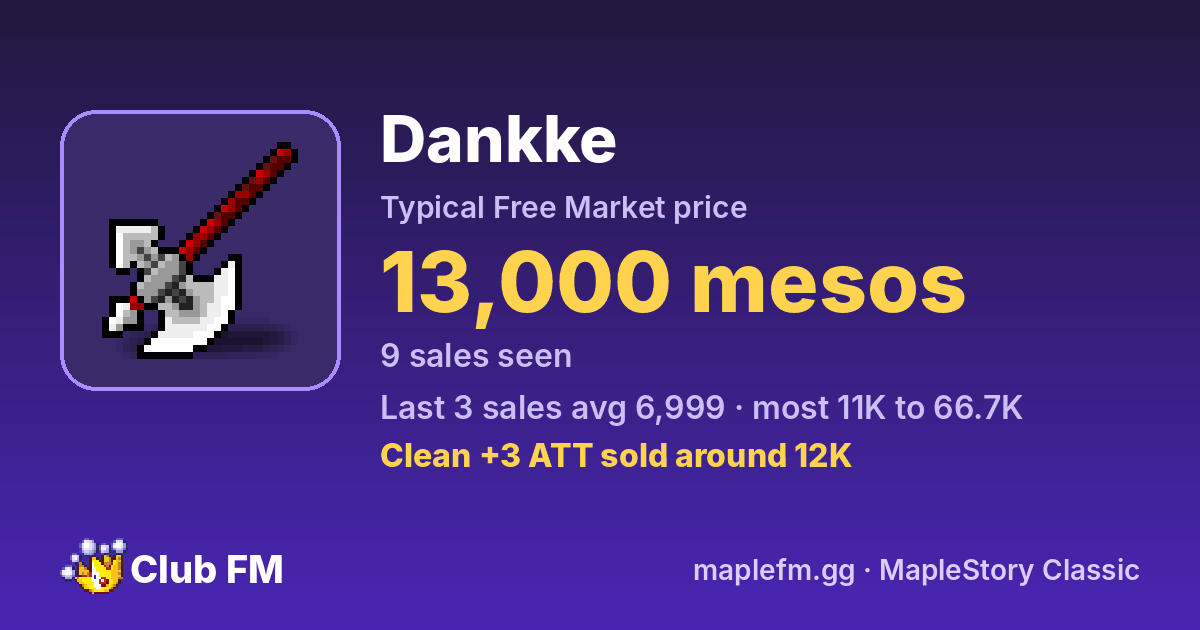 Dankke
Typical Free Market price
13,000 mesos
9 sales seen
Last 3 sales avg 6,999 · most 11K to 66.7K
Clean +3 ATT sold around 12K
Club FM
maplefm.gg · MapleStory Classic